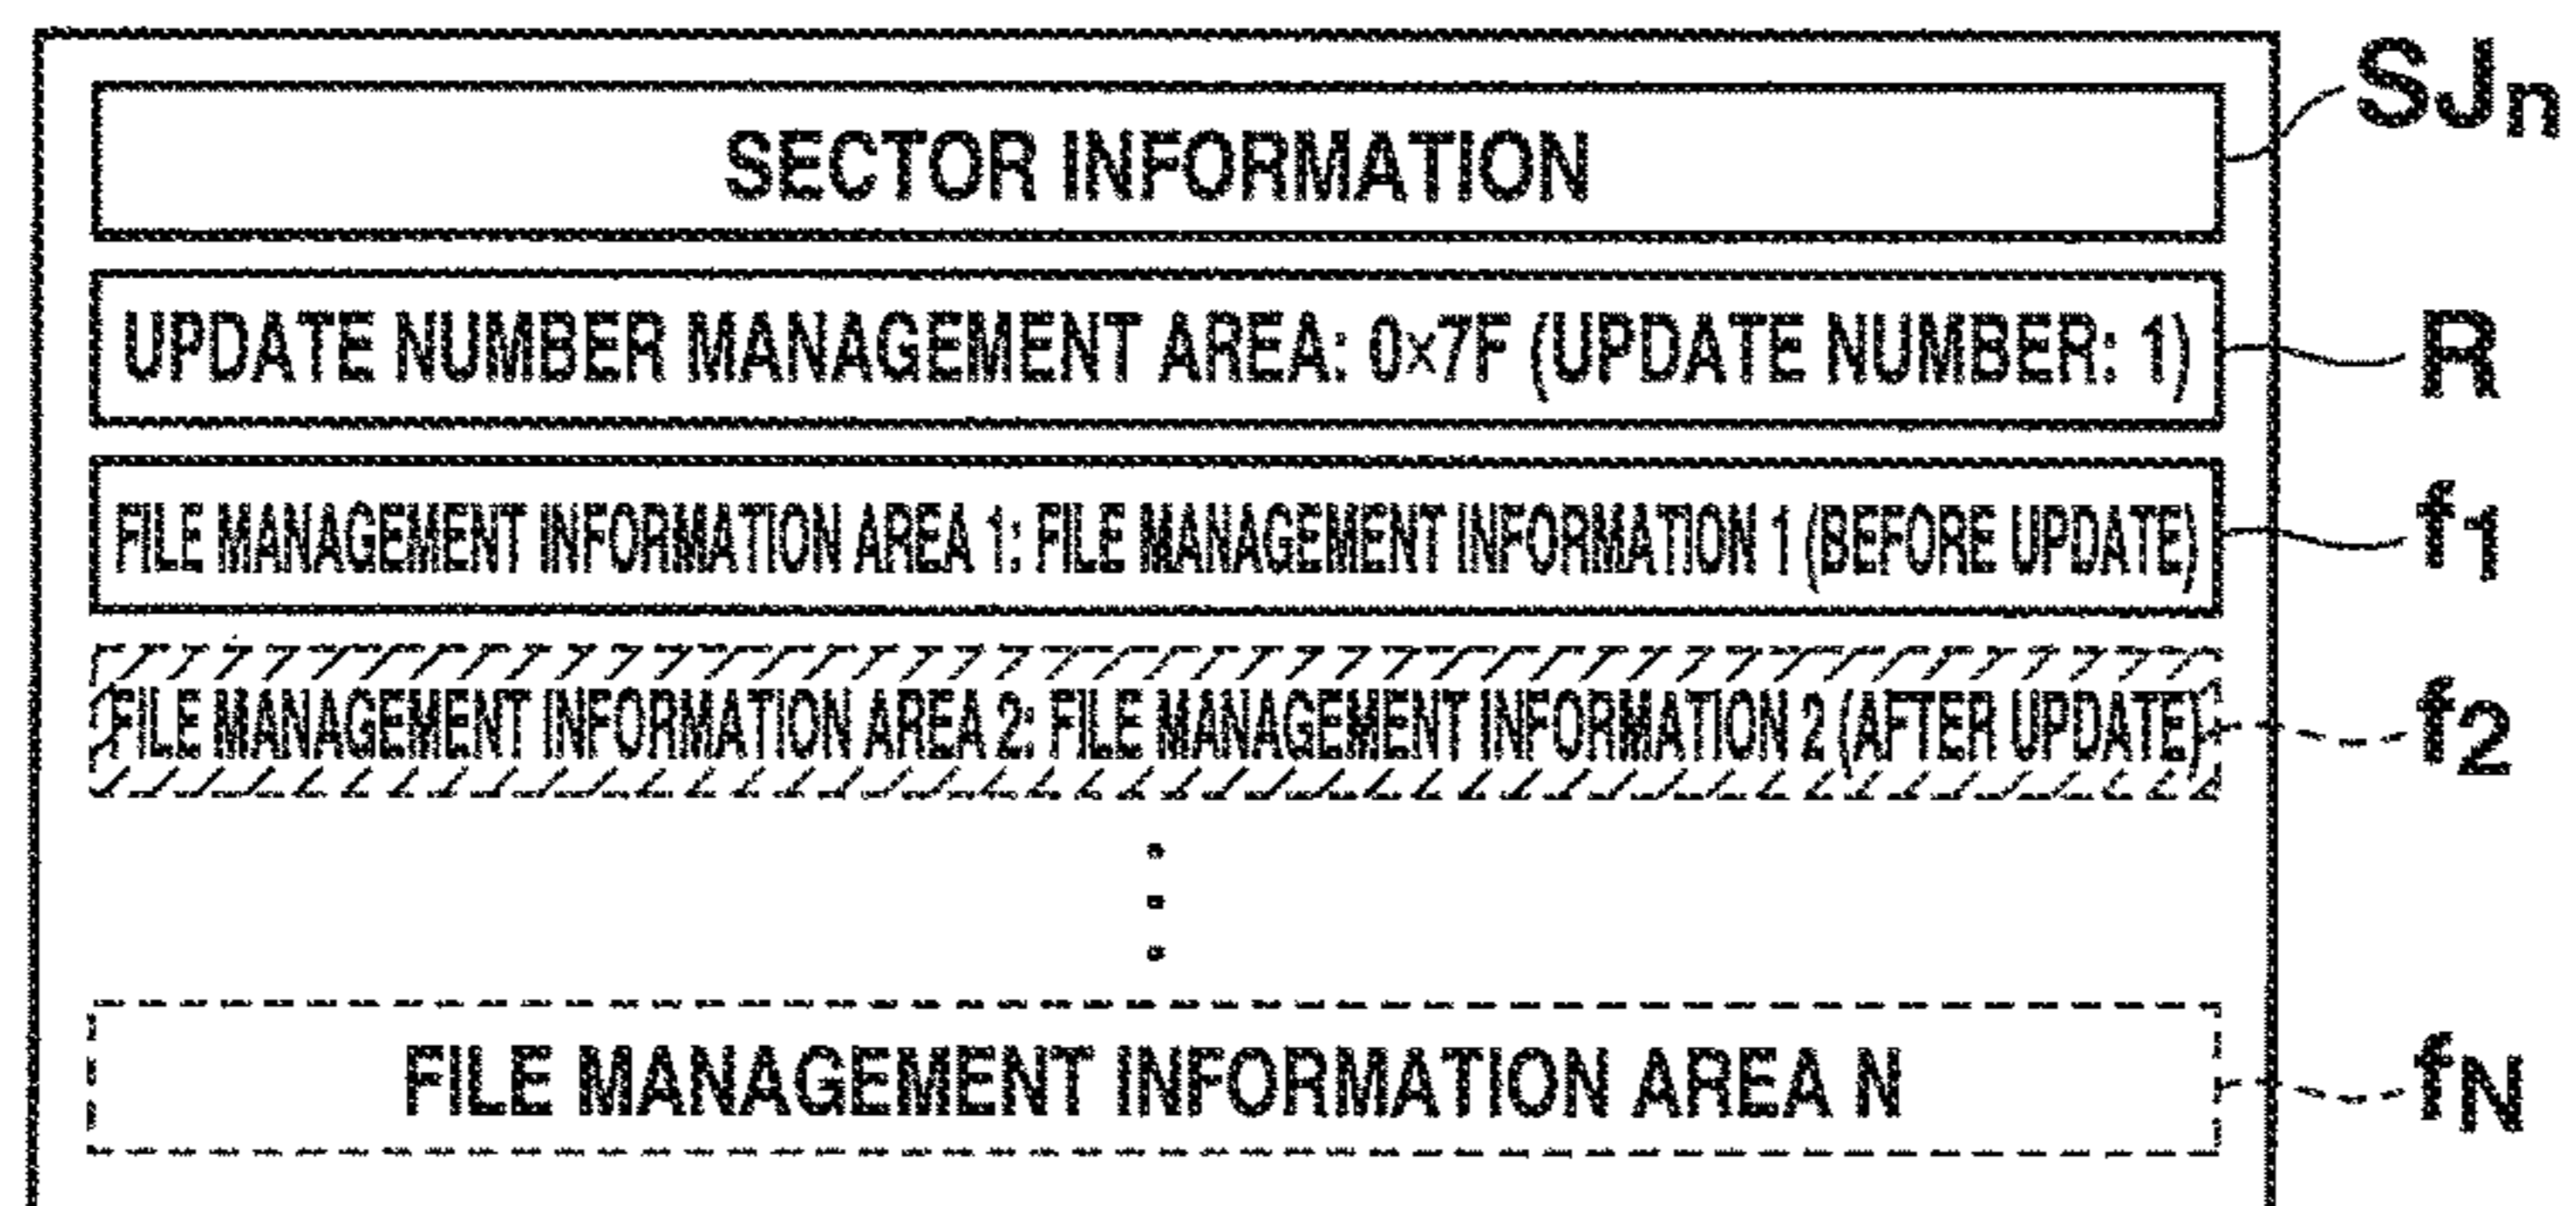 SECTOR INFORMATION SJn
UPDATE NUMBER MANAGEMENT AREA: 0×7F (UPDATE NUMBER: 1) R
FILE MANAGEMENT INFORMATION AREA 1: FILE MANAGEMENT INFORMATION 1 (BEFORE UPDATE) f1
FILE MANAGEMENT INFORMATION AREA 2: FILE MANAGEMENT INFORMATION 2 (AFTER UPDATE) f2
FILE MANAGEMENT INFORMATION AREA N fN